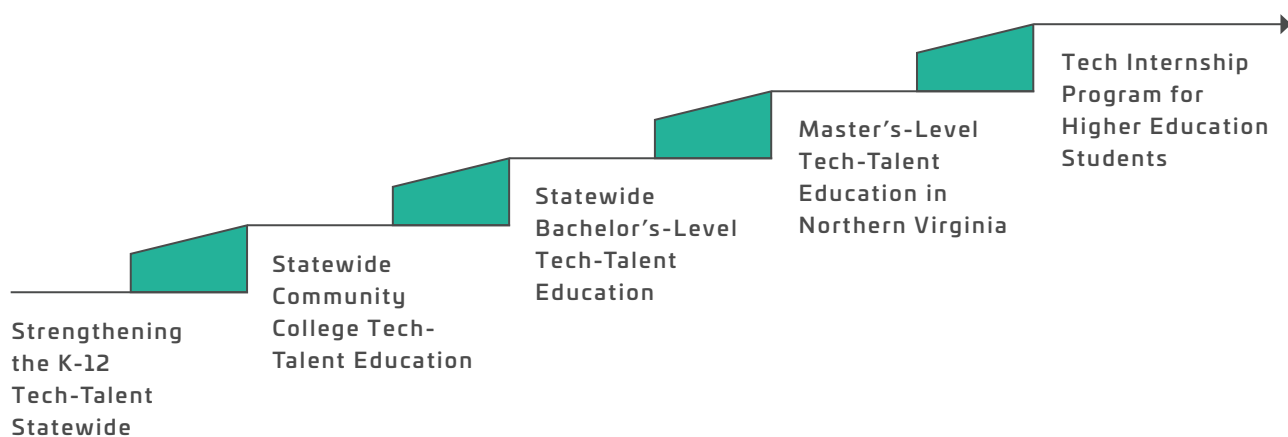 Strengthening
the K-12
Tech-Talent
Statewide
Statewide
Community
College Tech-
Talent Education
Statewide
Bachelor’s-Level
Tech-Talent
Education
Master’s-Level
Tech-Talent
Education in
Northern Virginia
Tech Internship
Program for
Higher Education
Students